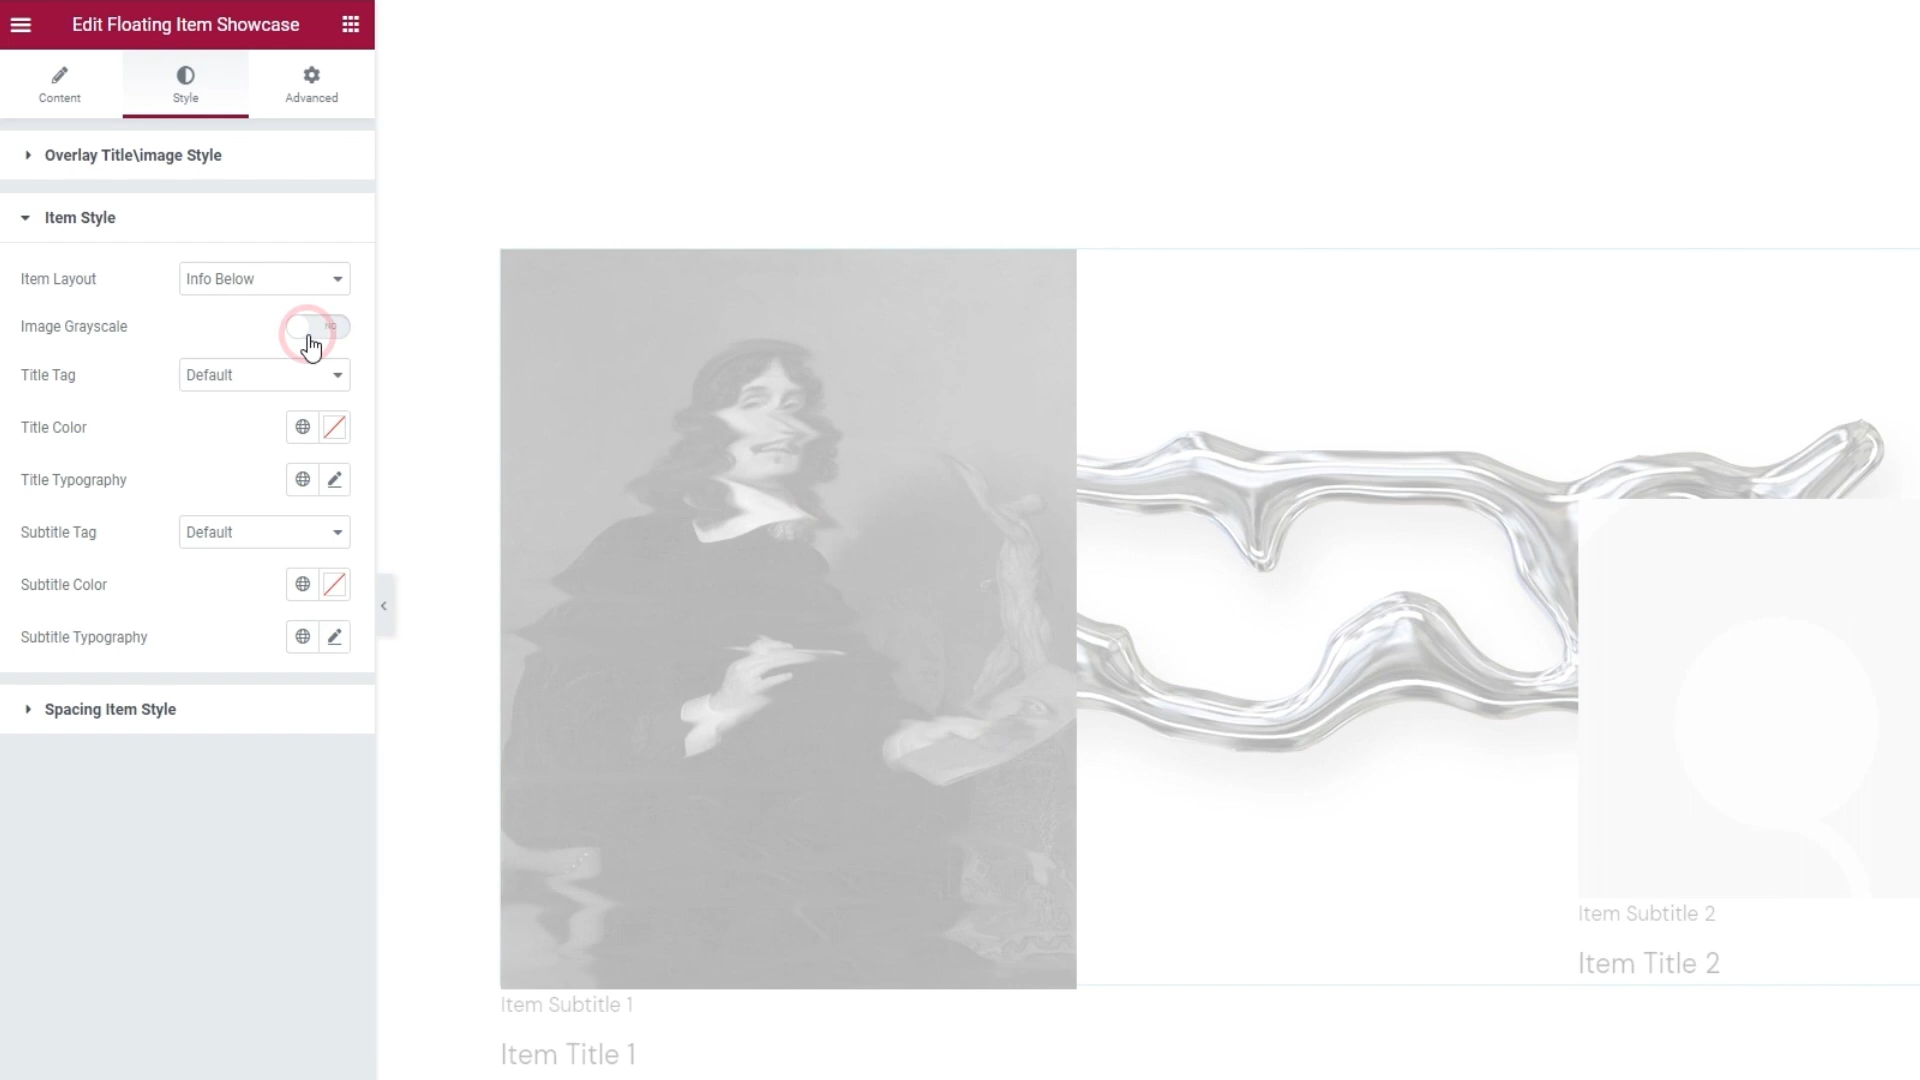 Edit Floating Item Showcase
Content
Style
Advanced
Overlay Title\image Style
Item Style
Item Layout
Info Below
Image Grayscale
NO
Title Tag
Default
Title Color
Title Typography
Subtitle Tag
Default
Subtitle Color
Subtitle Typography
Spacing Item Style
Item Subtitle 2
Item Title 2
Item Subtitle 1
Item Title 1